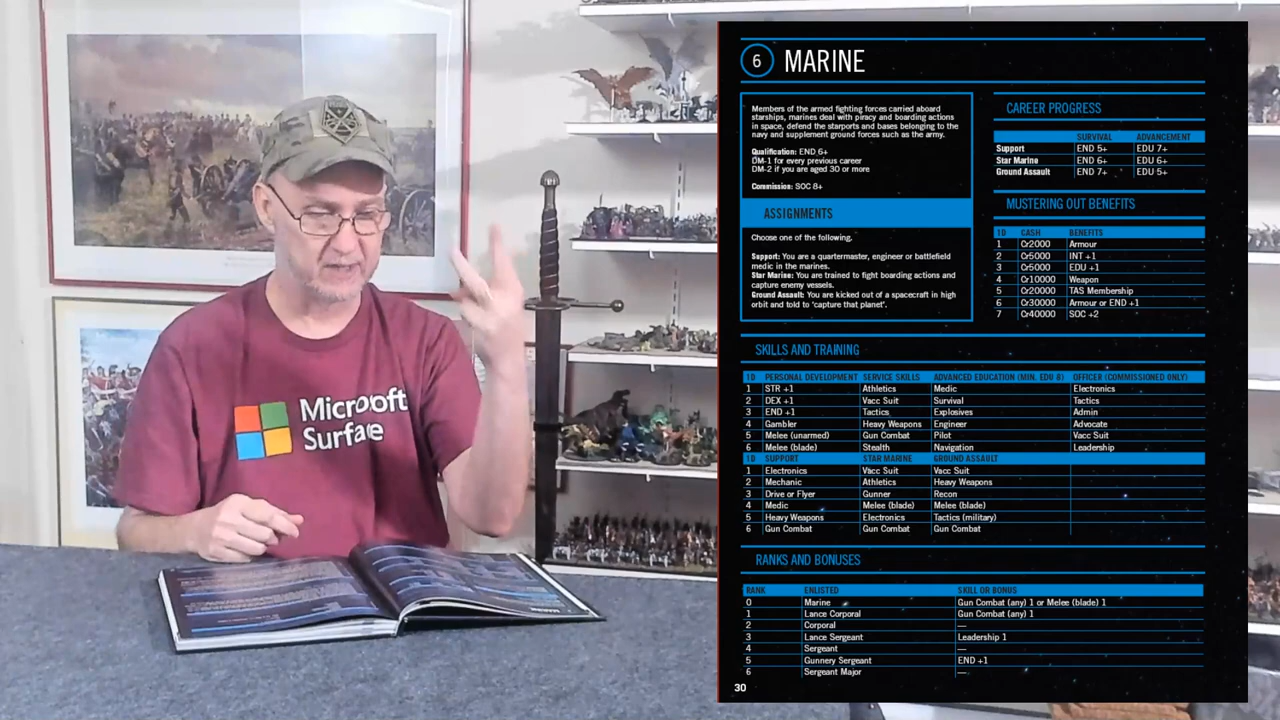 Microsoft
Surface
6 MARINE
Members of the armed fighting forces carried aboard
starships, marines deal with piracy and boarding actions
in space, defend the starports and bases belonging to the
navy and supplement ground forces such as the army.
Qualification: END 6+
DM-1 for every previous career
DM-2 if you are aged 30 or more
Commission: SOC 8+
ASSIGNMENTS
Choose one of the following.
Support: You are a quartermaster, engineer or battlefield
medic in the marines.
Star Marine: You are trained to fight boarding actions and
capture enemy vessels.
Ground Assault: You are kicked out of a spacecraft in high
orbit and told to 'capture that planet'.
CAREER PROGRESS
SURVIVAL ADVANCEMENT
Support END 5+ EDU 7+
Star Marine END 6+ EDU 6+
Ground Assault END 7+ EDU 5+
MUSTERING OUT BENEFITS
1D CASH BENEFITS
1 Cr2000 Armour
2 Cr5000 INT +1
3 Cr5000 EDU +1
4 Cr10000 Weapon
5 Cr20000 TAS Membership
6 Cr30000 Armour or END +1
7 Cr40000 SOC +2
SKILLS AND TRAINING
1D PERSONAL DEVELOPMENT SERVICE SKILLS ADVANCED EDUCATION (MIN. EDU 8) OFFICER (COMMISSIONED ONLY)
1 STR +1 Athletics Medic Electronics
2 DEX +1 Vacc Suit Survival Tactics
3 END +1 Tactics Explosives Admin
4 Gambler Heavy Weapons Engineer Advocate
5 Melee (unarmed) Gun Combat Pilot Vacc Suit
6 Melee (blade) Stealth Navigation Leadership
1D SUPPORT STAR MARINE GROUND ASSAULT
1 Electronics Vacc Suit Vacc Suit
2 Mechanic Athletics Heavy Weapons
3 Drive or Flyer Gunner Recon
4 Medic Melee (blade) Melee (blade)
5 Heavy Weapons Electronics Tactics (military)
6 Gun Combat Gun Combat Gun Combat
RANKS AND BONUSES
RANK ENLISTED SKILL OR BONUS
0 Marine Gun Combat (any) 1 or Melee (blade) 1
1 Lance Corporal Gun Combat (any) 1
2 Corporal —
3 Lance Sergeant Leadership 1
4 Sergeant —
5 Gunnery Sergeant END +1
6 Sergeant Major —
30